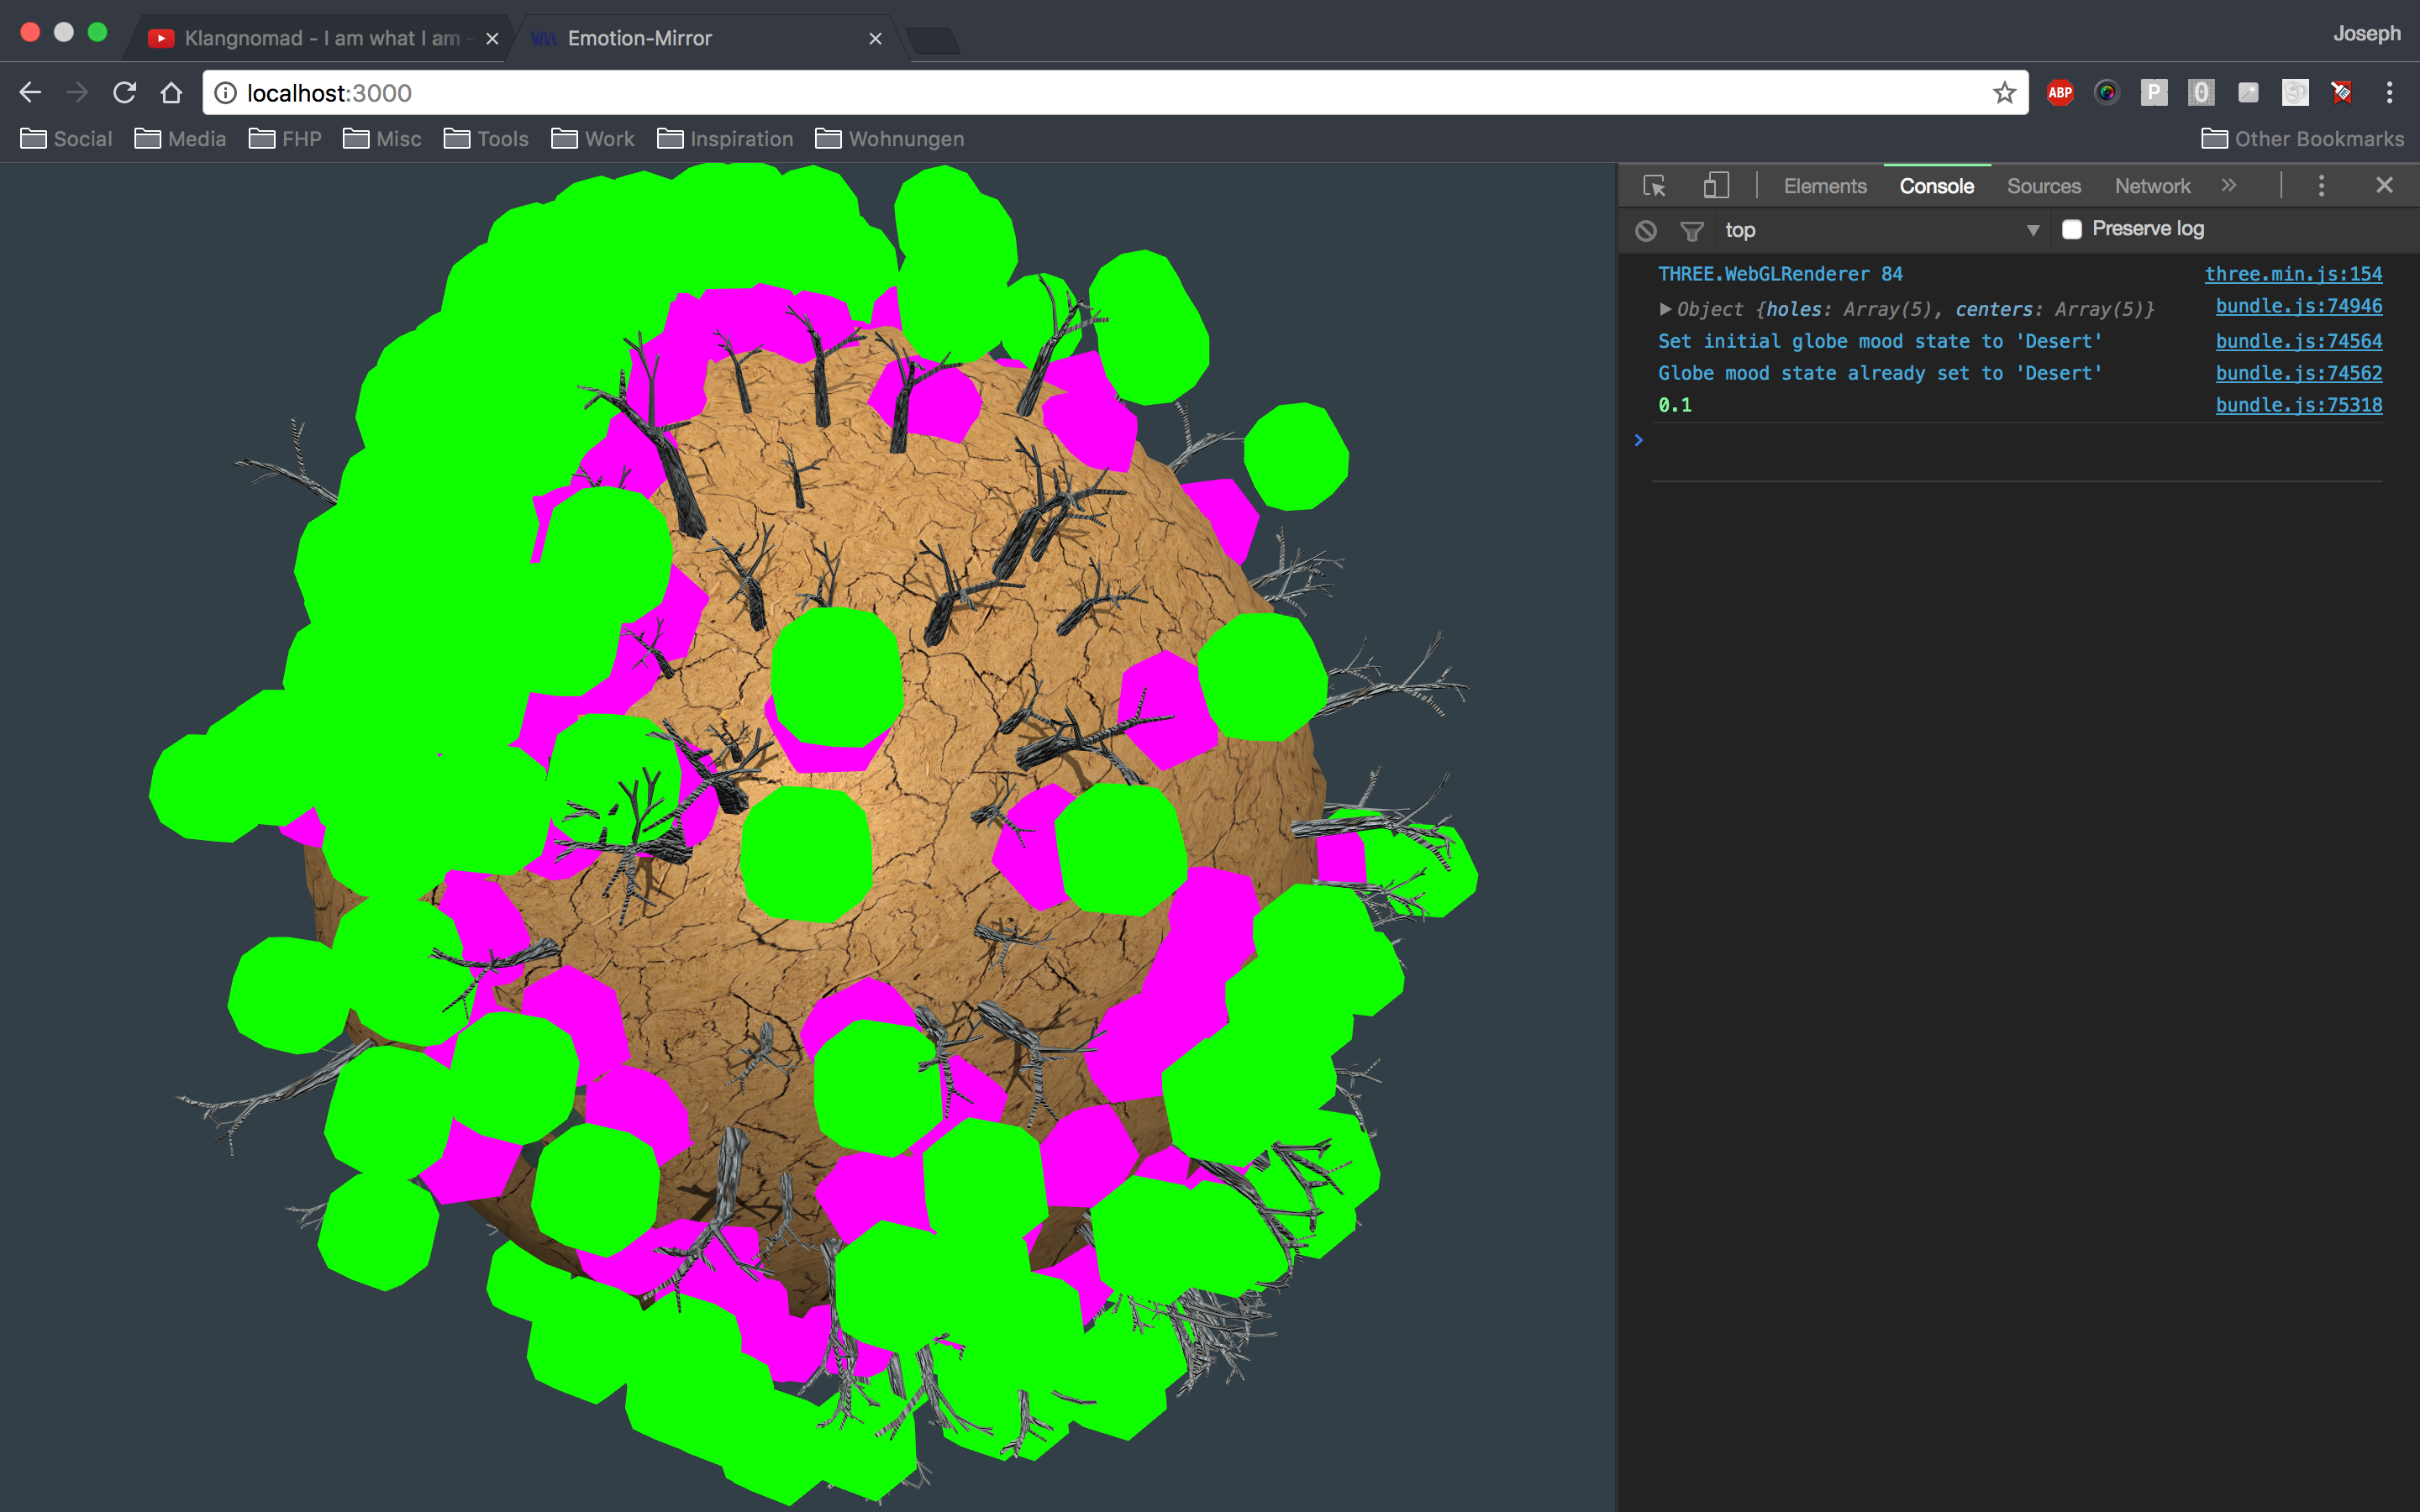 Klangnomad - I am what I am -
Emotion-Mirror
Joseph
localhost:3000
ABP
P
0
Social
Media
FHP
Misc
Tools
Work
Inspiration
Wohnungen
Other Bookmarks
Elements
Console
Sources
Network
»
top
Preserve log
THREE.WebGLRenderer 84
three.min.js:154
Object {holes: Array(5), centers: Array(5)}
bundle.js:74946
Set initial globe mood state to 'Desert'
bundle.js:74564
Globe mood state already set to 'Desert'
bundle.js:74562
0.1
bundle.js:75318